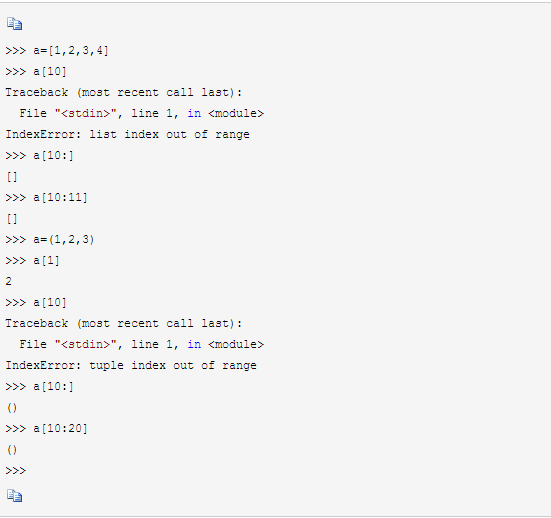 >>> a=[1,2,3,4]
>>> a[10]
Traceback (most recent call last):
  File "<stdin>", line 1, in <module>
IndexError: list index out of range
>>> a[10:]
[]
>>> a[10:11]
[]
>>> a=(1,2,3)
>>> a[1]
2
>>> a[10]
Traceback (most recent call last):
  File "<stdin>", line 1, in <module>
IndexError: tuple index out of range
>>> a[10:]
()
>>> a[10:20]
()
>>>